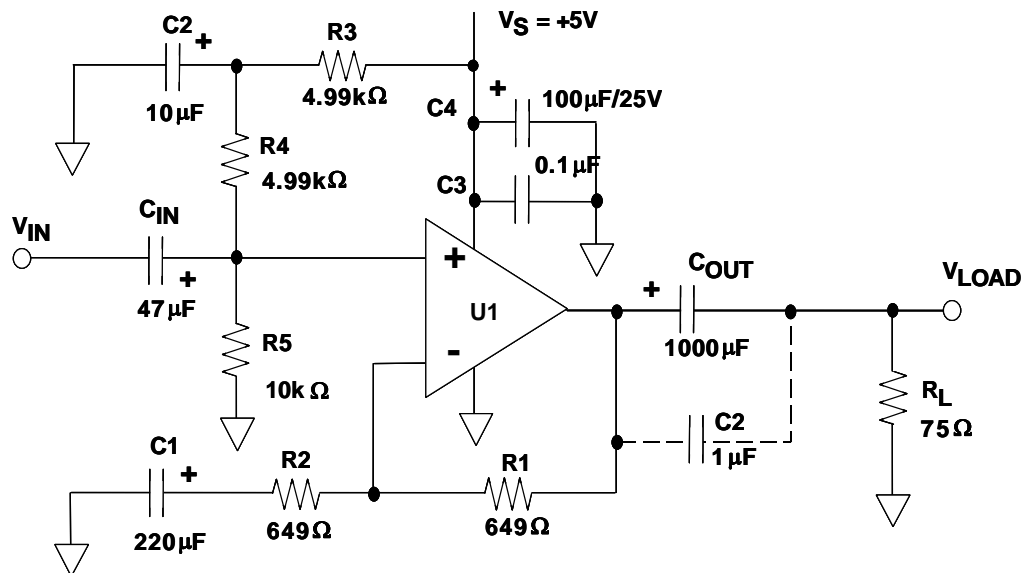 C2
+
10µF
R3
4.99kΩ
VS = +5V
+
C4
100µF/25V
0.1µF
C3
R4
4.99kΩ
VIN
CIN
+
47µF
R5
10k Ω
+
U1
-
+
COUT
1000µF
VLOAD
RL
75Ω
C2
1µF
C1
+
220µF
R2
649Ω
R1
649Ω